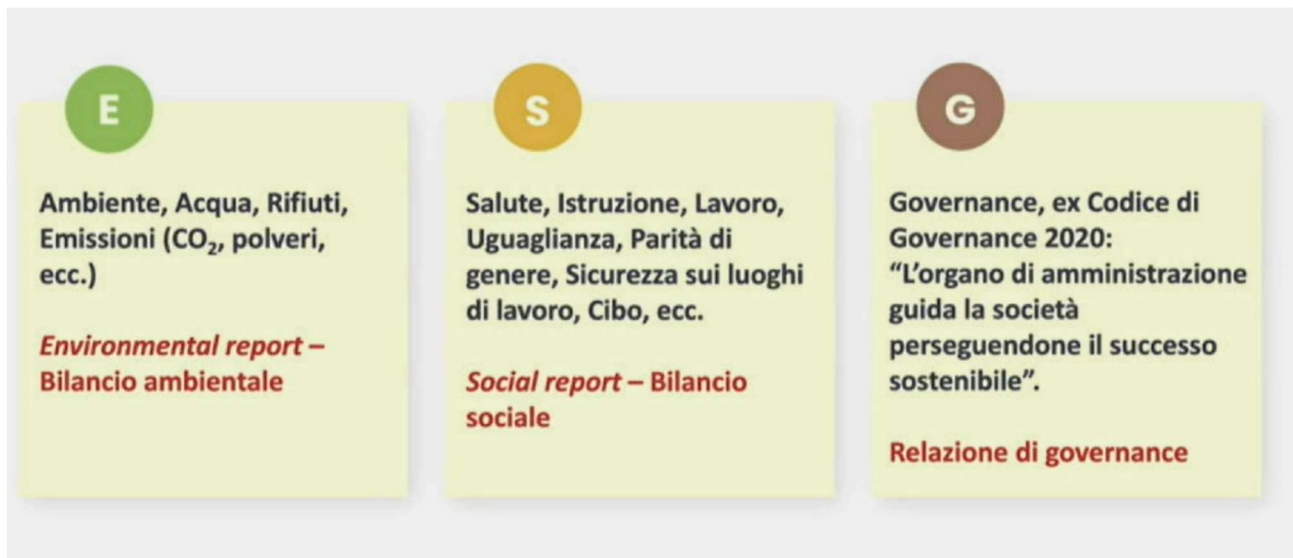 E
Ambiente, Acqua, Rifiuti,
Emissioni (CO₂, polveri,
ecc.)
Environmental report –
Bilancio ambientale
S
Salute, Istruzione, Lavoro,
Uguaglianza, Parità di
genere, Sicurezza sui luoghi
di lavoro, Cibo, ecc.
Social report – Bilancio
sociale
G
Governance, ex Codice di
Governance 2020:
“L’organo di amministrazione
guida la società
perseguendone il successo
sostenibile”.
Relazione di governance